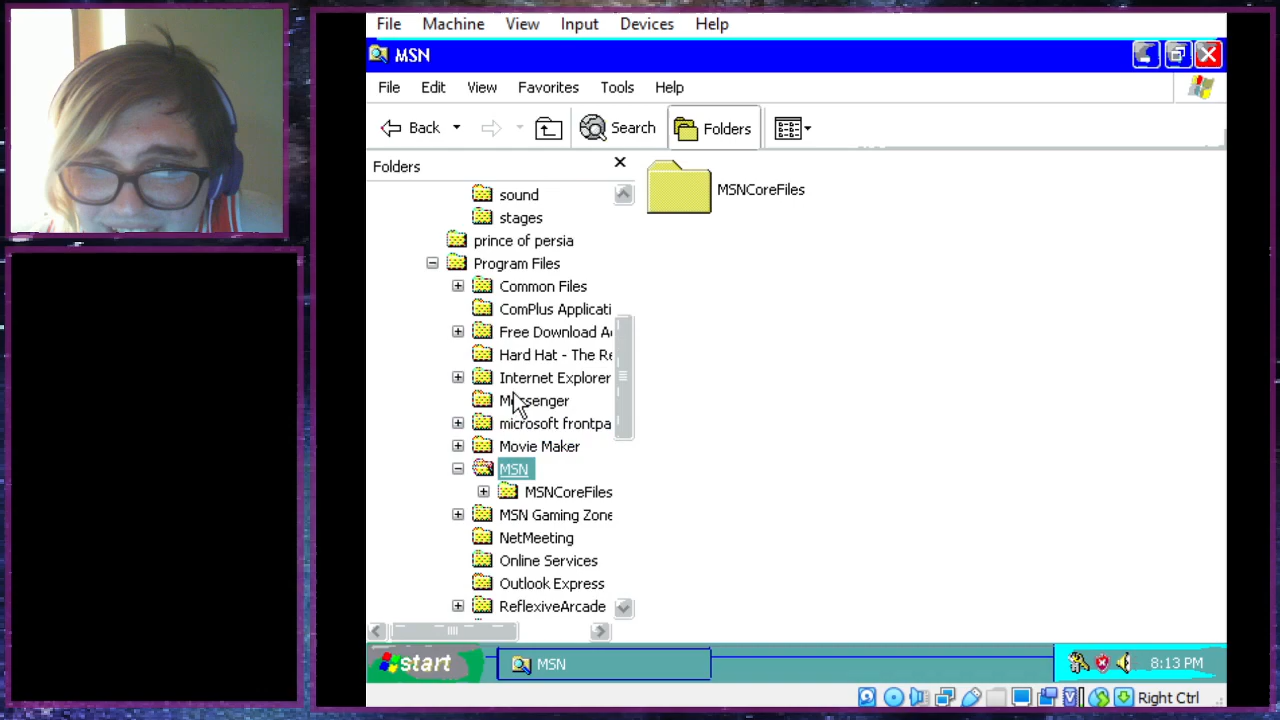 File Machine View Input Devices Help
MSN
File Edit View Favorites Tools Help
Back Search Folders
Folders
sound
stages
prince of persia
Program Files
Common Files
ComPlus Applicati
Free Download
Hard Hat - The Re
Internet Explorer
Messenger
microsoft frontpa
Movie Maker
MSN
MSNCoreFiles
MSN Gaming Zone
NetMeeting
Online Services
Outlook Express
ReflexiveArcade
MSNCoreFiles
start MSN 8:13 PM
Right Ctrl